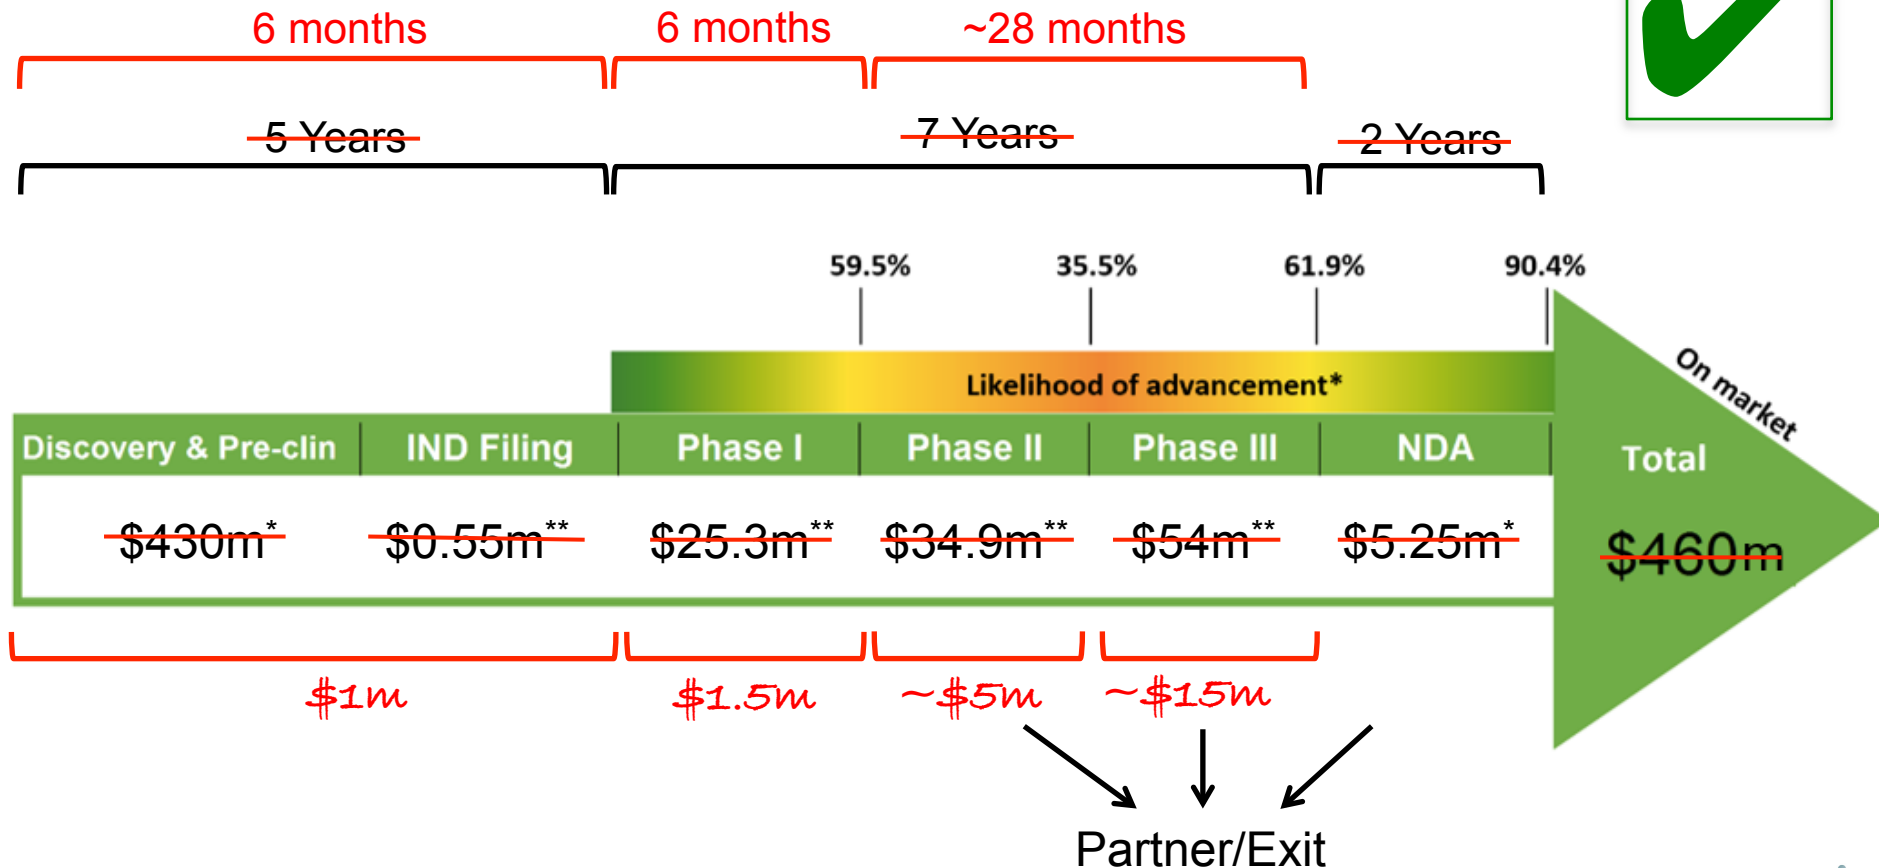 6 months
6 months
~28 months
5 Years
7 Years
2 Years
59.5%
35.5%
61.9%
90.4%
Likelihood of advancement*
On market
Discovery & Pre-clin
IND Filing
Phase I
Phase II
Phase III
NDA
Total
$430m*
$0.55m**
$25.3m**
$34.9m**
$54m**
$5.25m*
$460m
$1m
$1.5m
~$5m
~$15m
Partner/Exit